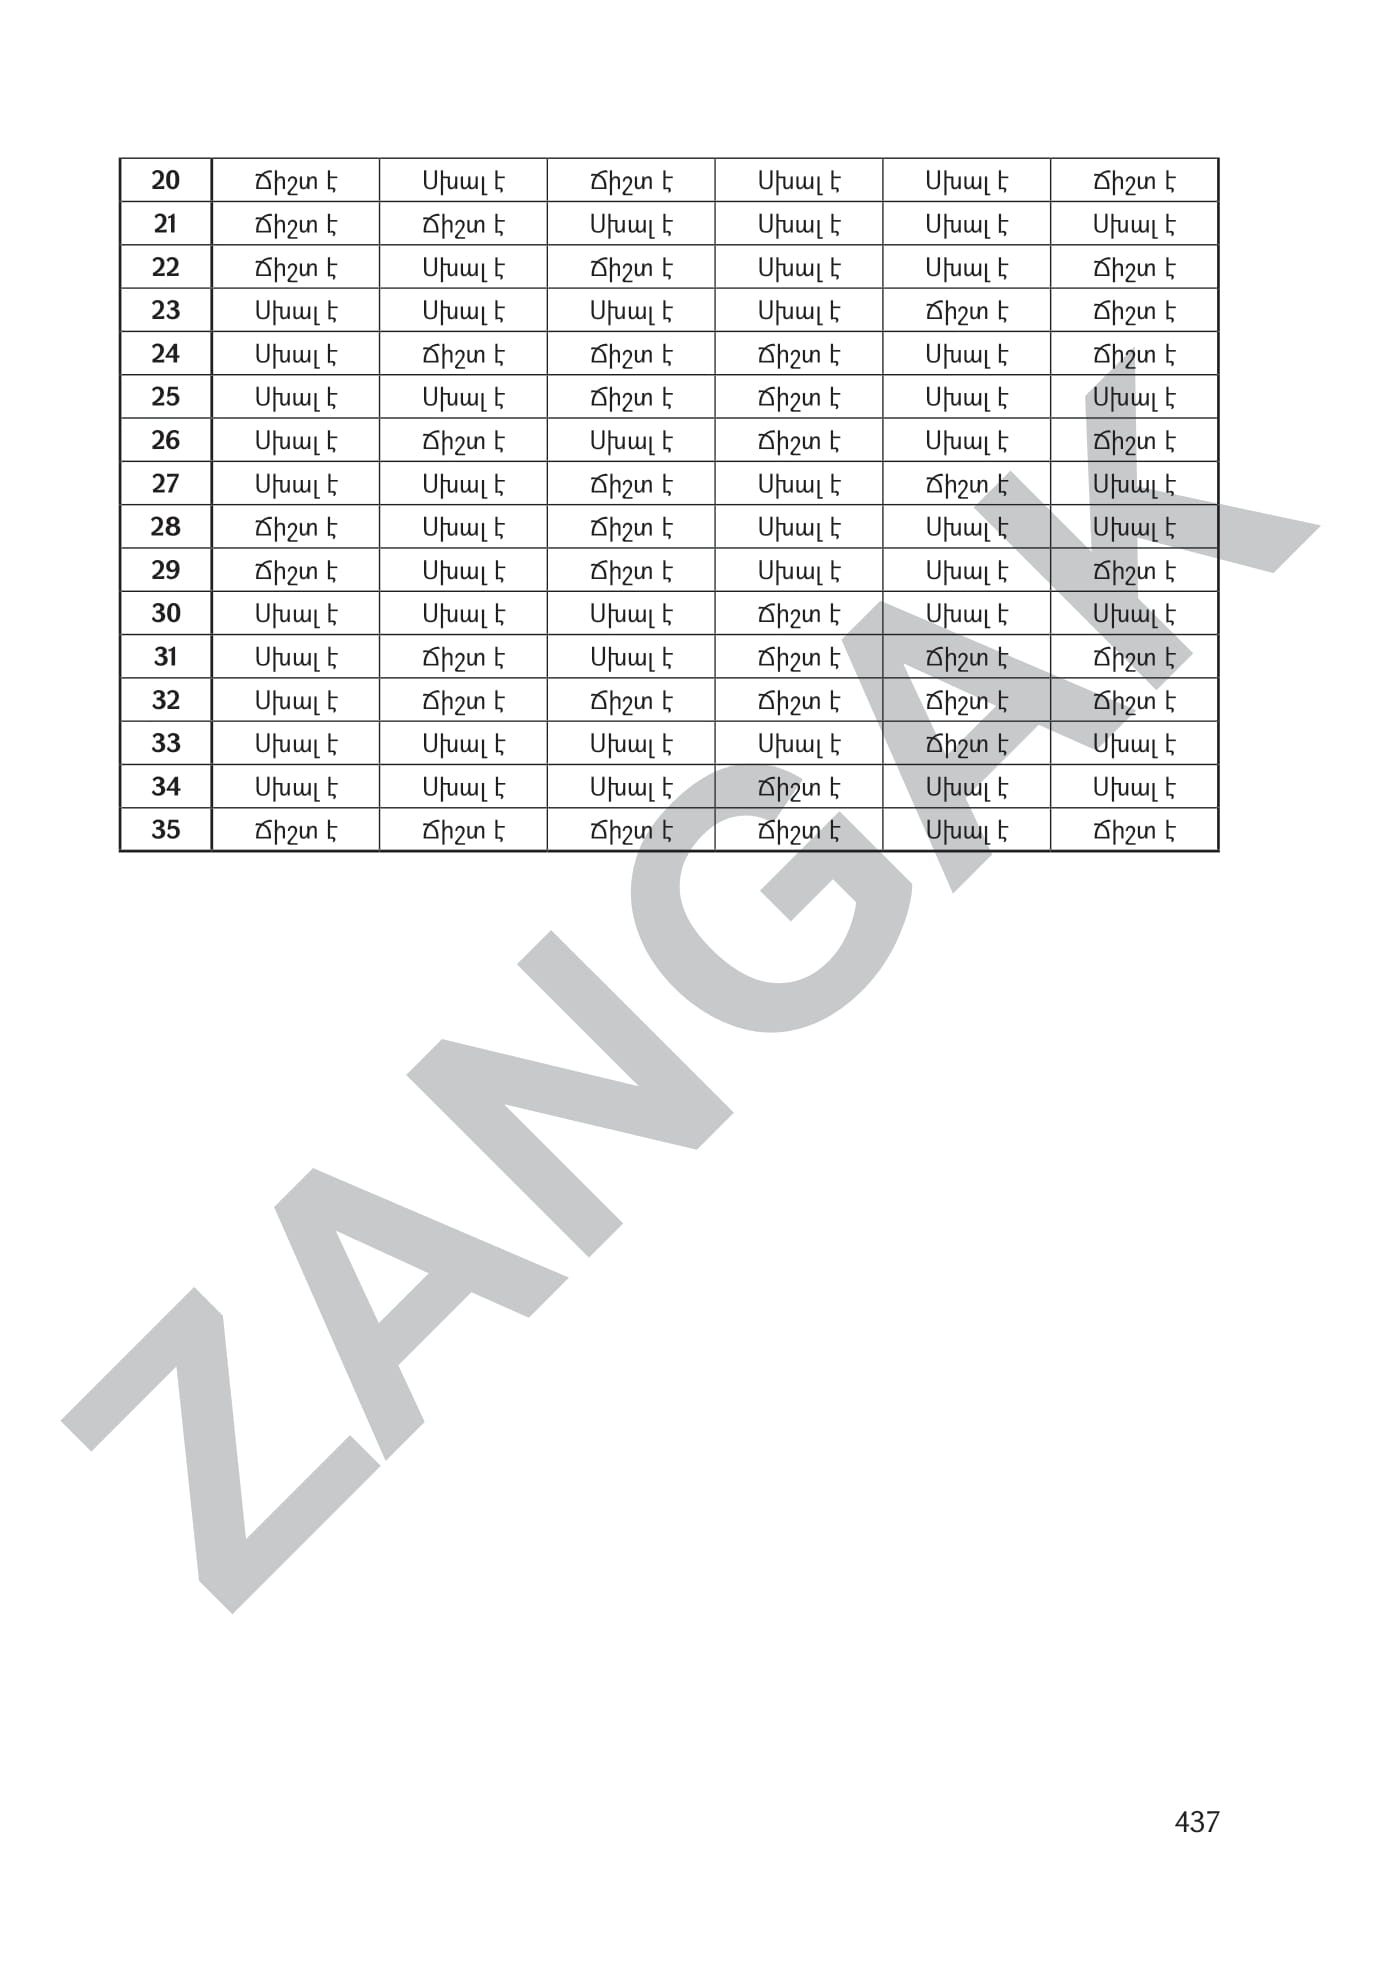 20 Ճիշտ է Սխալ է Ճիշտ է Սխալ է Սխալ է Ճիշտ է
21 Ճիշտ է Ճիշտ է Սխալ է Սխալ է Սխալ է Սխալ է
22 Ճիշտ է Սխալ է Ճիշտ է Սխալ է Սխալ է Ճիշտ է
23 Սխալ է Սխալ է Սխալ է Սխալ է Ճիշտ է Ճիշտ է
24 Սխալ է Ճիշտ է Ճիշտ է Ճիշտ է Սխալ է Ճիշտ է
25 Սխալ է Սխալ է Ճիշտ է Ճիշտ է Սխալ է Սխալ է
26 Սխալ է Ճիշտ է Սխալ է Ճիշտ է Սխալ է Ճիշտ է
27 Սխալ է Սխալ է Ճիշտ է Սխալ է Ճիշտ է Սխալ է
28 Ճիշտ է Սխալ է Ճիշտ է Սխալ է Սխալ է Սխալ է
29 Ճիշտ է Սխալ է Ճիշտ է Սխալ է Սխալ է Ճիշտ է
30 Սխալ է Սխալ է Սխալ է Ճիշտ է Սխալ է Սխալ է
31 Սխալ է Ճիշտ է Սխալ է Ճիշտ է Ճիշտ է Ճիշտ է
32 Սխալ է Ճիշտ է Ճիշտ է Ճիշտ է Ճիշտ է Ճիշտ է
33 Սխալ է Սխալ է Սխալ է Սխալ է Ճիշտ է Սխալ է
34 Սխալ է Սխալ է Սխալ է Ճիշտ է Սխալ է Սխալ է
35 Ճիշտ է Ճիշտ է Ճիշտ է Ճիշտ է Սխալ է Ճիշտ է
ZANGAK
437